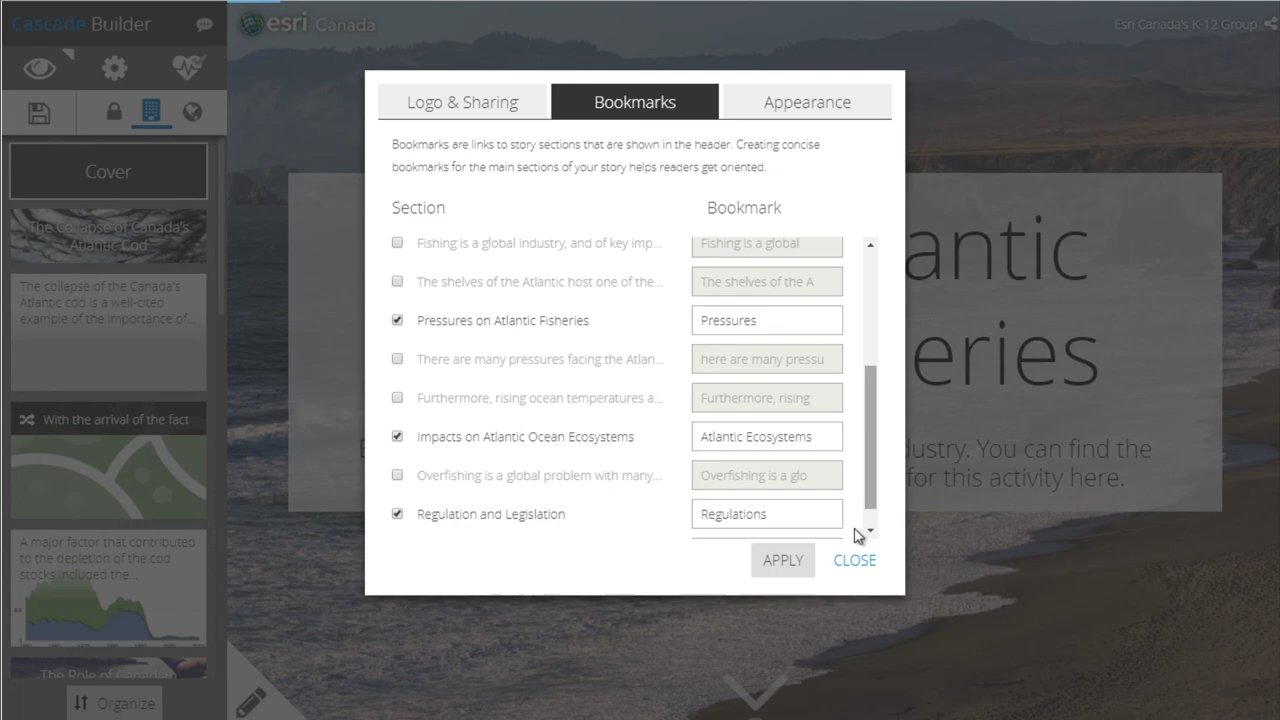 Cascade Builder
esri Canada
Esri Canada's K-12 Group
Logo & Sharing
Bookmarks
Appearance
Bookmarks are links to story sections that are shown in the header. Creating concise
bookmarks for the main sections of your story helps readers get oriented.
Section
Bookmark
Fishing is a global industry, and of key imp...
Fishing is a global
The shelves of the Atlantic host one of the...
The shelves of the A
Pressures on Atlantic Fisheries
Pressures
There are many pressures facing the Atlan...
here are many pressu
Furthermore, rising ocean temperatures a...
Furthermore, rising
Impacts on Atlantic Ocean Ecosystems
Atlantic Ecosystems
Overfishing is a global problem with many...
Overfishing is a glo
Regulation and Legislation
Regulations
APPLY
CLOSE
Cover
The Collapse of Canada's
Atlantic Cod
The collapse of the Canada's
Atlantic cod is a well-cited
example of the importance of...
With the arrival of the fact
A major factor that contributed
to the depletion of the cod
stocks included the...
The Role of Canadian
Organize
antic
eries
dustry. You can find the
for this activity here.